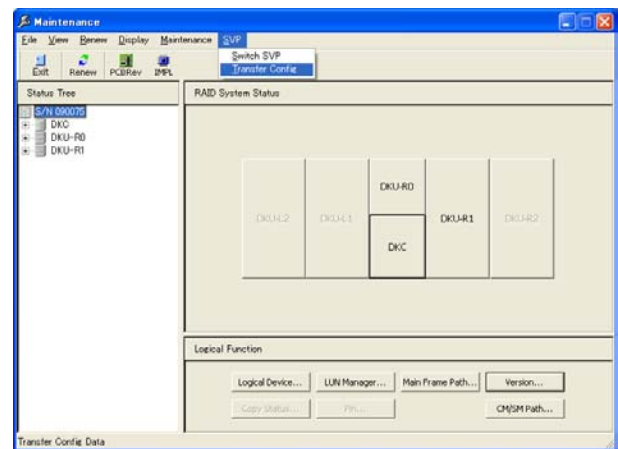 Maintenance
File View Renew Display Maintenance SVP
Switch SVP
Transfer Config
Exit Renew PCBRev IMPL
Status Tree
RAID System Status
S/N 090075
DKC
DKU-R0
DKU-R1
DKU-R0
DKU-L2 DKU-L1 DKU-R1 DKU-R2
DKC
Logical Function
Logical Device... LUN Manager... Main Frame Path... Version...
Copy Status... Pin... CM/SM Path...
Transfer Config Data